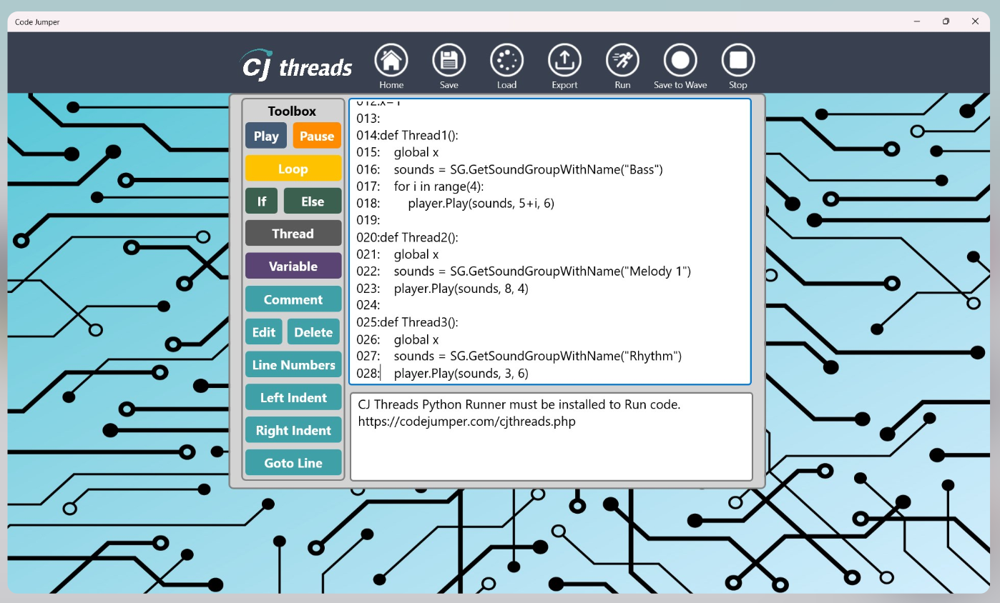 Code Jumper
CJ threads
Home
Save
Load
Export
Run
Save to Wave
Stop
Toolbox
Play
Pause
Loop
If
Else
Thread
Variable
Comment
Edit
Delete
Line Numbers
Left Indent
Right Indent
Goto Line
012:x=1
013:
014:def Thread1():
015:    global x
016:    sounds = SG.GetSoundGroupWithName("Bass")
017:    for i in range(4):
018:        player.Play(sounds, 5+i, 6)
019:
020:def Thread2():
021:    global x
022:    sounds = SG.GetSoundGroupWithName("Melody 1")
023:    player.Play(sounds, 8, 4)
024:
025:def Thread3():
026:    global x
027:    sounds = SG.GetSoundGroupWithName("Rhythm")
028:    player.Play(sounds, 3, 6)
CJ Threads Python Runner must be installed to Run code.
https://codejumper.com/cjthreads.php